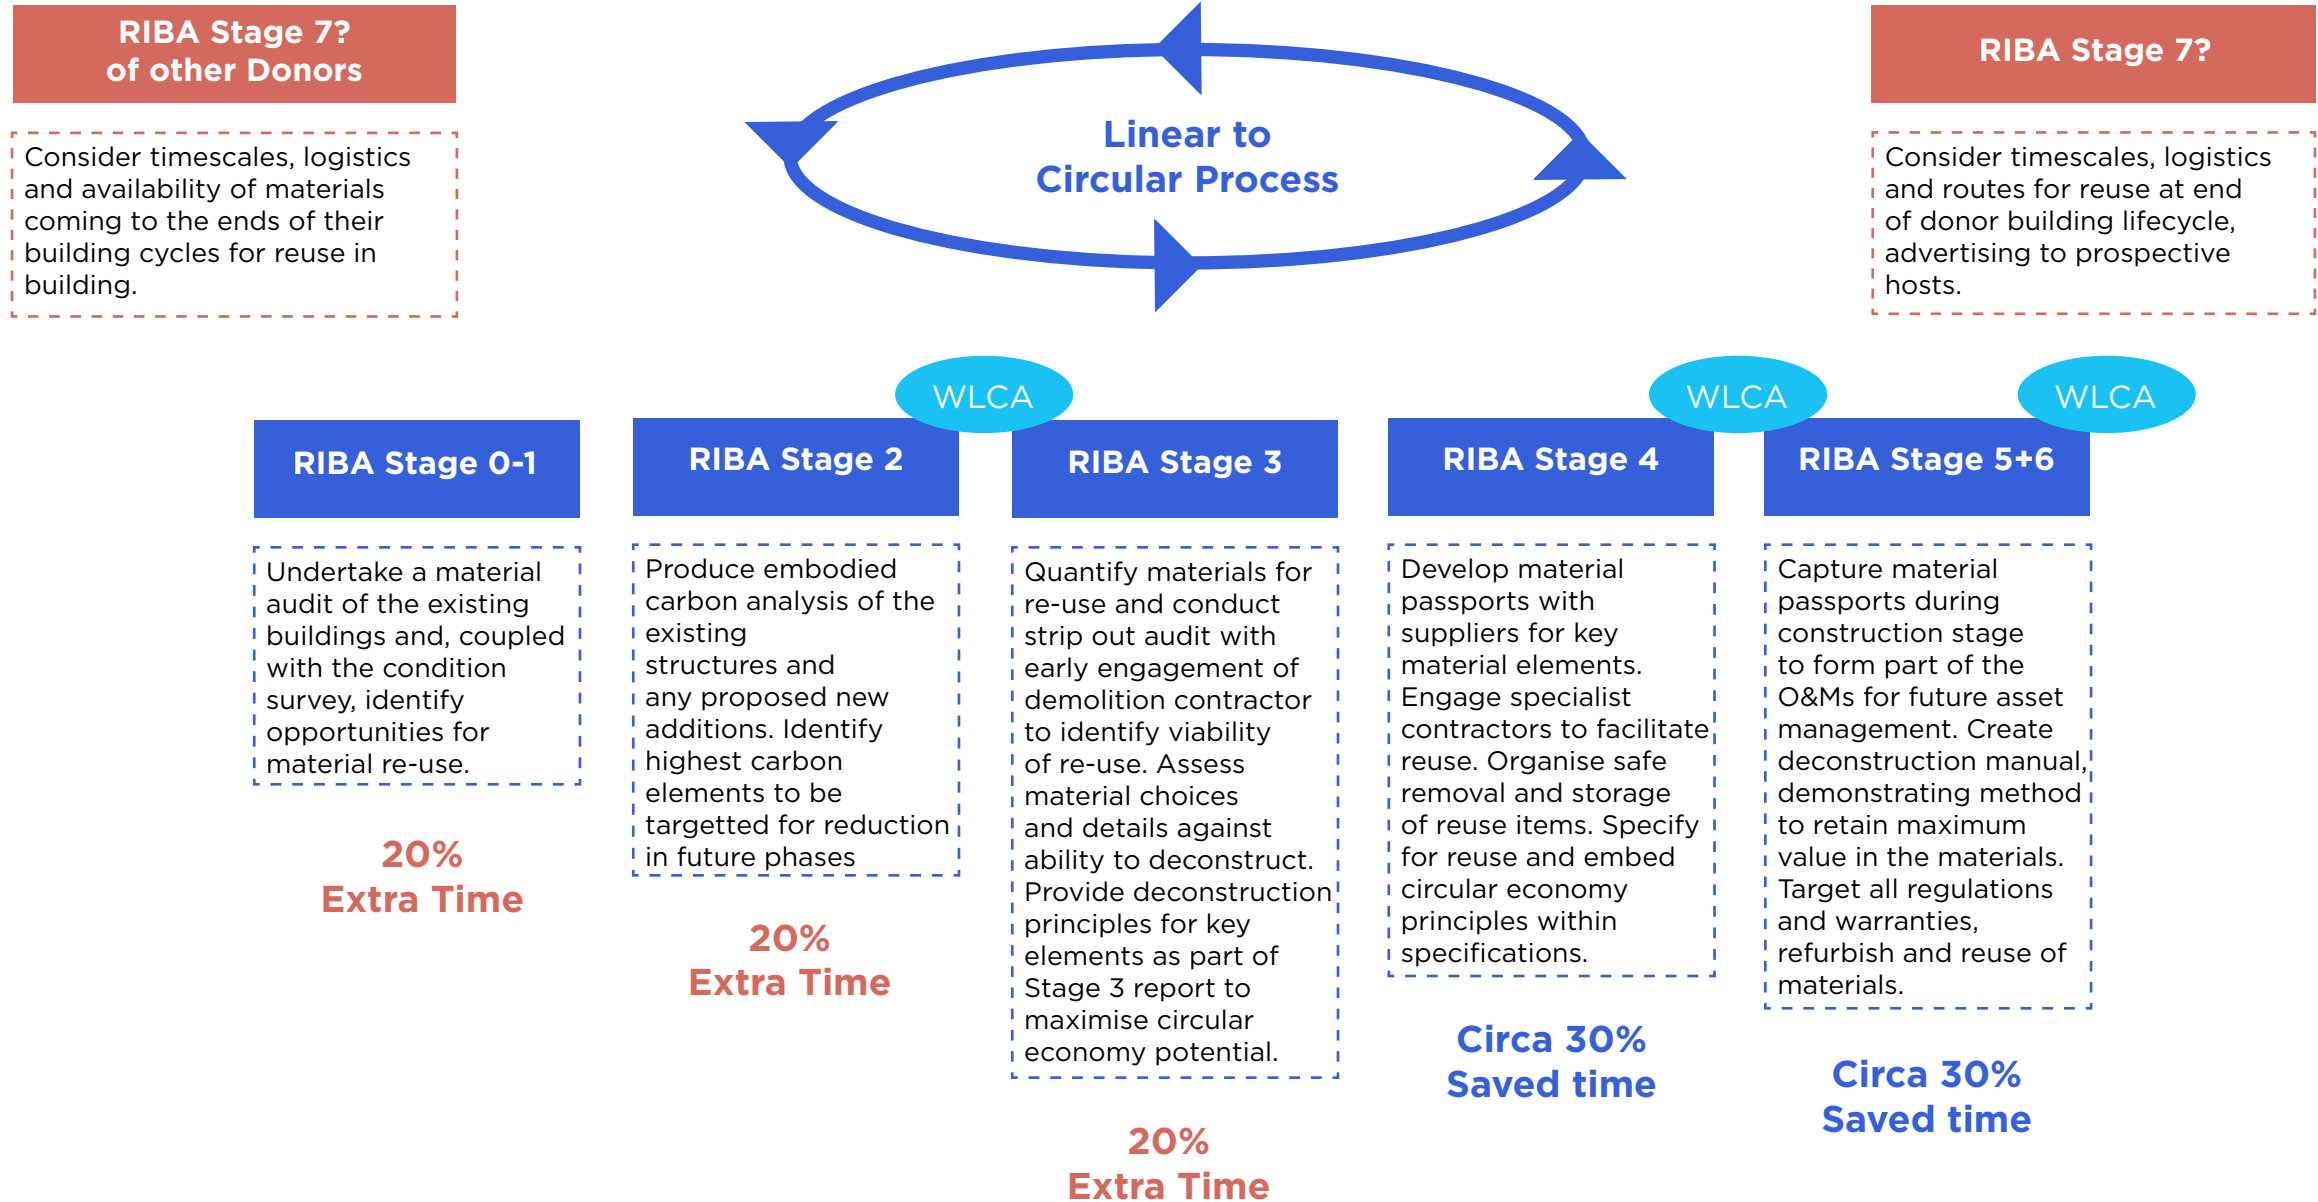 RIBA Stage 7?
of other Donors
Consider timescales, logistics
and availability of materials
coming to the ends of their
building cycles for reuse in
building.
Linear to
Circular Process
RIBA Stage 7?
Consider timescales, logistics
and routes for reuse at end
of donor building lifecycle,
advertising to prospective
hosts.
WLCA
WLCA
WLCA
RIBA Stage 0-1
Undertake a material
audit of the existing
buildings and, coupled
with the condition
survey, identify
opportunities for
material re-use.
20%
Extra Time
RIBA Stage 2
Produce embodied
carbon analysis of the
existing
structures and
any proposed new
additions. Identify
highest carbon
elements to be
targetted for reduction
in future phases
20%
Extra Time
RIBA Stage 3
Quantify materials for
re-use and conduct
strip out audit with
early engagement of
demolition contractor
to identify viability
of re-use. Assess
material choices
and details against
ability to deconstruct.
Provide deconstruction
principles for key
elements as part of
Stage 3 report to
maximise circular
economy potential.
20%
Extra Time
RIBA Stage 4
Develop material
passports with
suppliers for key
material elements.
Engage specialist
contractors to facilitate
reuse. Organise safe
removal and storage
of reuse items. Specify
for reuse and embed
circular economy
principles within
specifications.
Circa 30%
Saved time
RIBA Stage 5+6
Capture material
passports during
construction stage
to form part of the
O&Ms for future asset
management. Create
deconstruction manual,
demonstrating method
to retain maximum
value in the materials.
Target all regulations
and warranties,
refurbish and reuse of
materials.
Circa 30%
Saved time